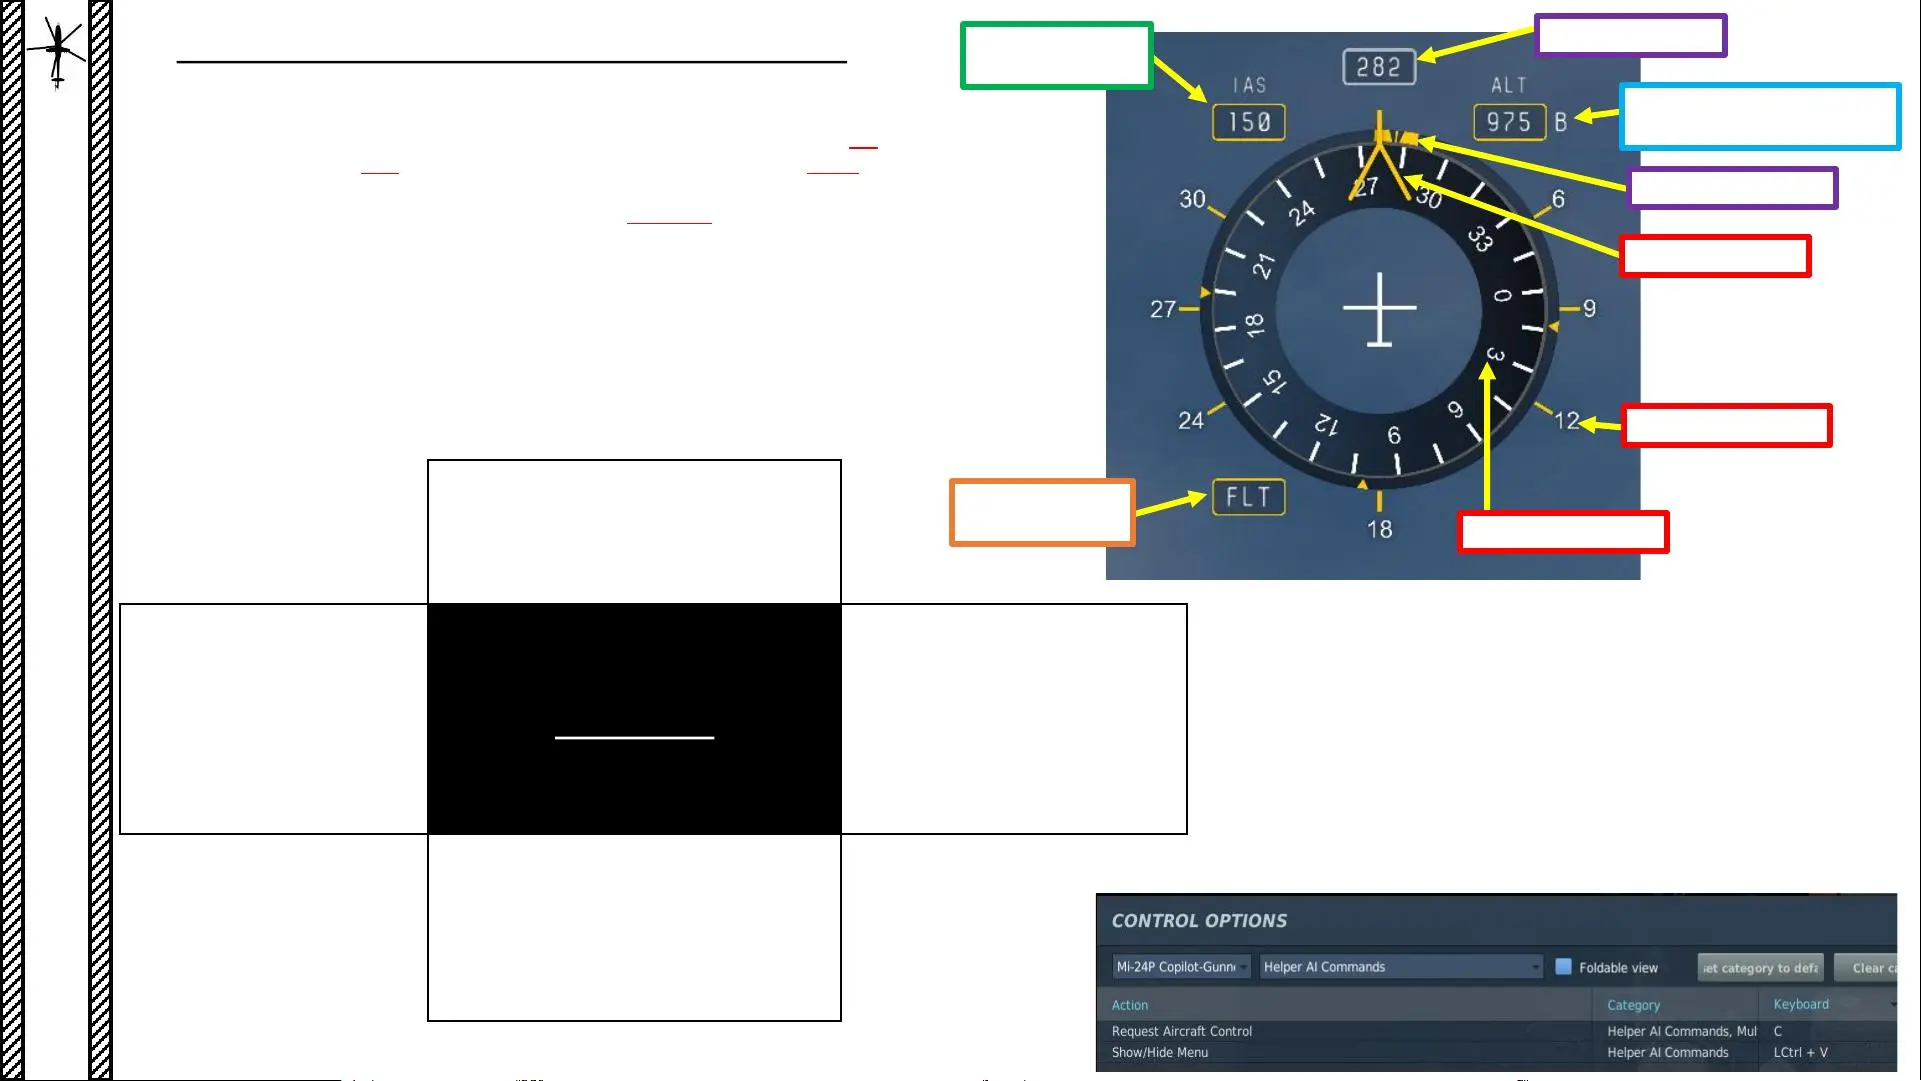 282
IAS
ALT
150
975 B
27
30
24
30
6
33
21
0
27
9
18
3
15
6
24
12
12
9
FLT
18
CONTROL OPTIONS
Mi-24P Copilot-Gunn
Helper AI Commands
Foldable view
et category to defa
Clear ca
Action
Category
Keyboard
Request Aircraft Control
Helper AI Commands, Mul
C
Show/Hide Menu
Helper AI Commands
LCtrl + V